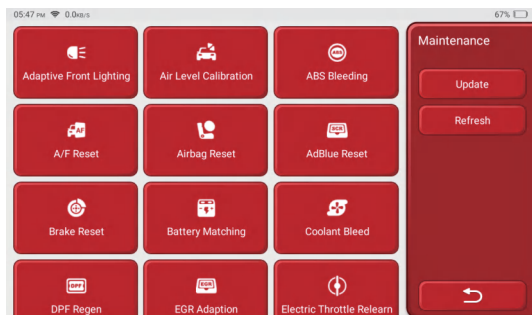 05:47 PM 0.0KB/S 67%
Maintenance
Adaptive Front Lighting
Air Level Calibration
ABS
ABS Bleeding
Update
Refresh
AF
A/F Reset
Airbag Reset
SCR
AdBlue Reset
Brake Reset
Battery Matching
Coolant Bleed
DPF
DPF Regen
EGR
EGR Adaption
Electric Throttle Relearn